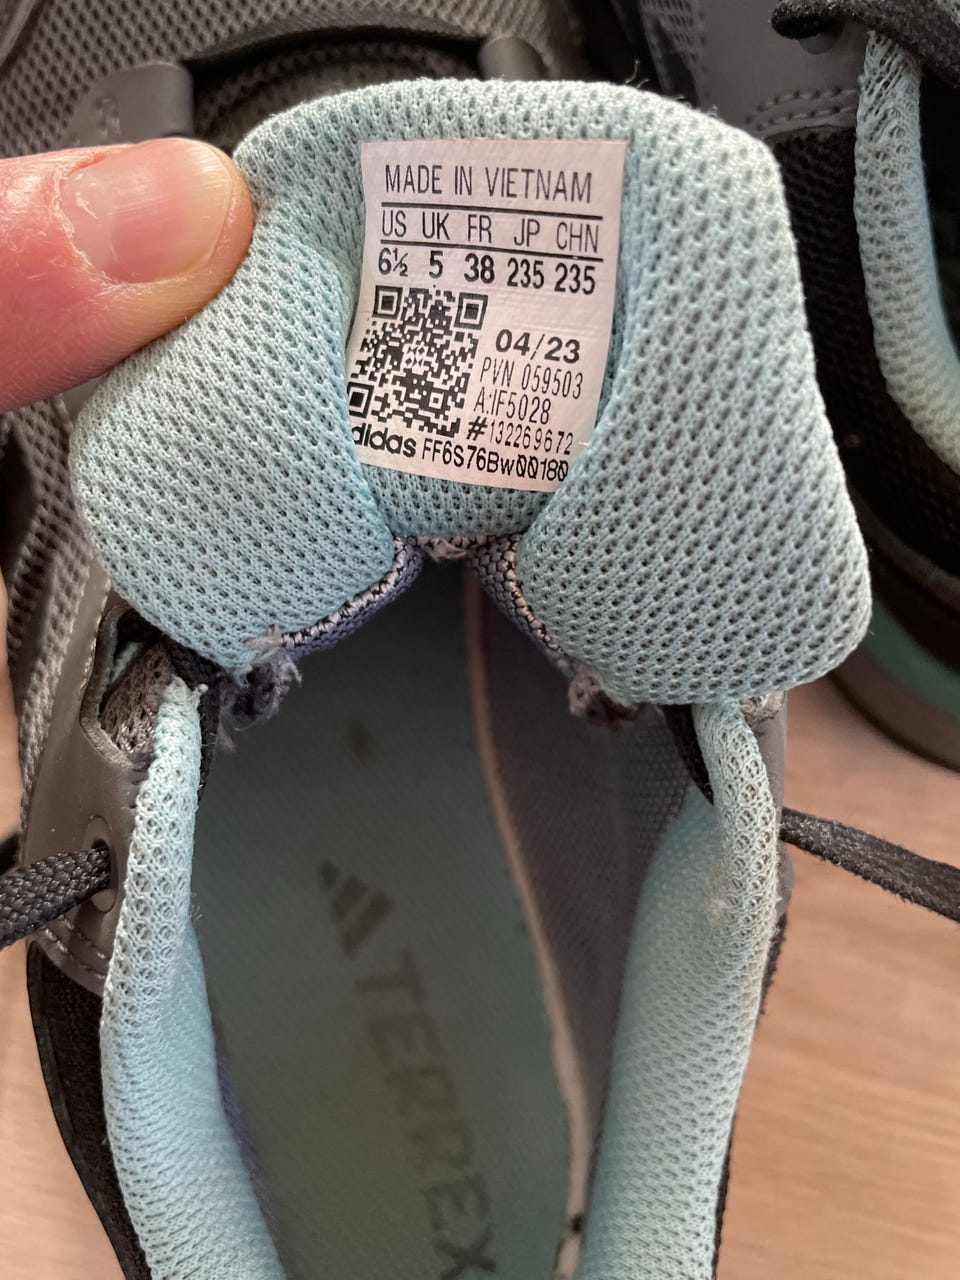 MADE IN VIETNAM
US UK FR JP CHN
6½ 5 38 235 235
04/23
PVN 059503
A:IF5028
#132269672
adidas FF6S76Bw00180
TERREX